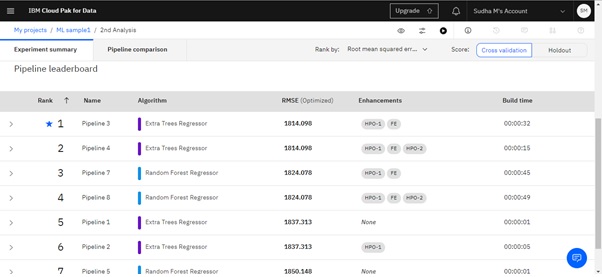 IBM Cloud Pak for Data Upgrade Sudha M's Account SM
My projects / ML sample1 / 2nd Analysis
Experiment summary Pipeline comparison Rank by: Root mean squared err... Score: Cross validation Holdout
Pipeline leaderboard
Rank ↑ Name Algorithm RMSE (Optimized) Enhancements Build time
1 Pipeline 3 Extra Trees Regressor 1814.098 HPO-1 FE 00:00:32
2 Pipeline 4 Extra Trees Regressor 1814.098 HPO-1 FE HPO-2 00:00:15
3 Pipeline 7 Random Forest Regressor 1824.078 HPO-1 FE 00:00:45
4 Pipeline 8 Random Forest Regressor 1824.078 HPO-1 FE HPO-2 00:00:49
5 Pipeline 1 Extra Trees Regressor 1837.313 None 00:00:01
6 Pipeline 2 Extra Trees Regressor 1837.313 HPO-1 00:00:05
7 Pipeline 5 Random Forest Regressor 1850.148 None 00:00:01